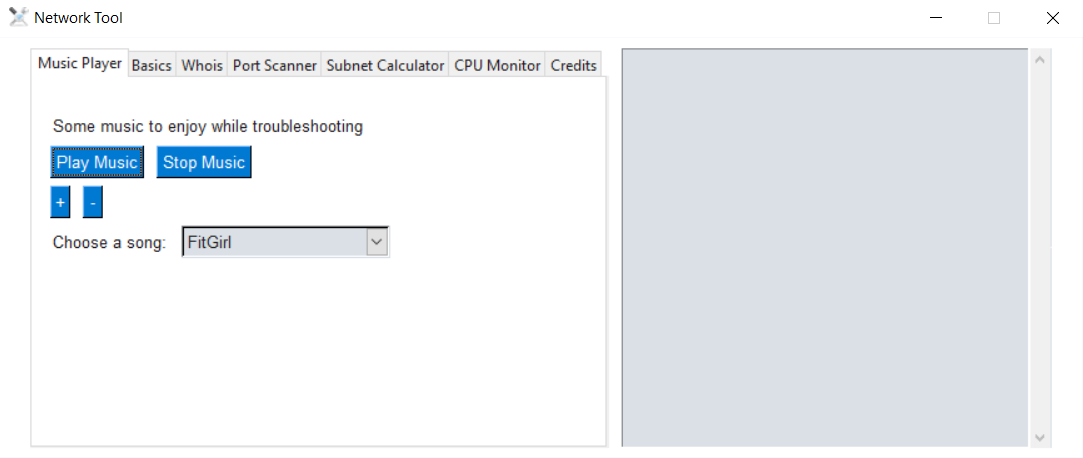 Network Tool
Music Player Basics Whois Port Scanner Subnet Calculator CPU Monitor Credits
Some music to enjoy while troubleshooting
Play Music Stop Music
+ -
Choose a song: FitGirl